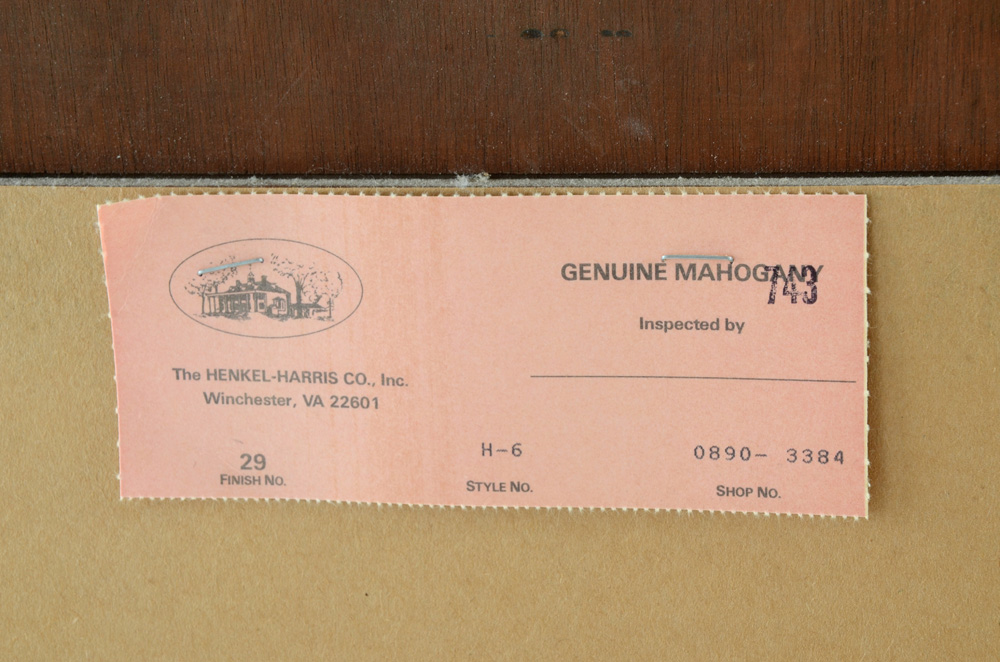 GENUINE MAHOGANY
743
Inspected by
The HENKEL-HARRIS CO., Inc.
Winchester, VA 22601
29
FINISH NO.
H-6
STYLE NO.
0890- 3384
SHOP NO.